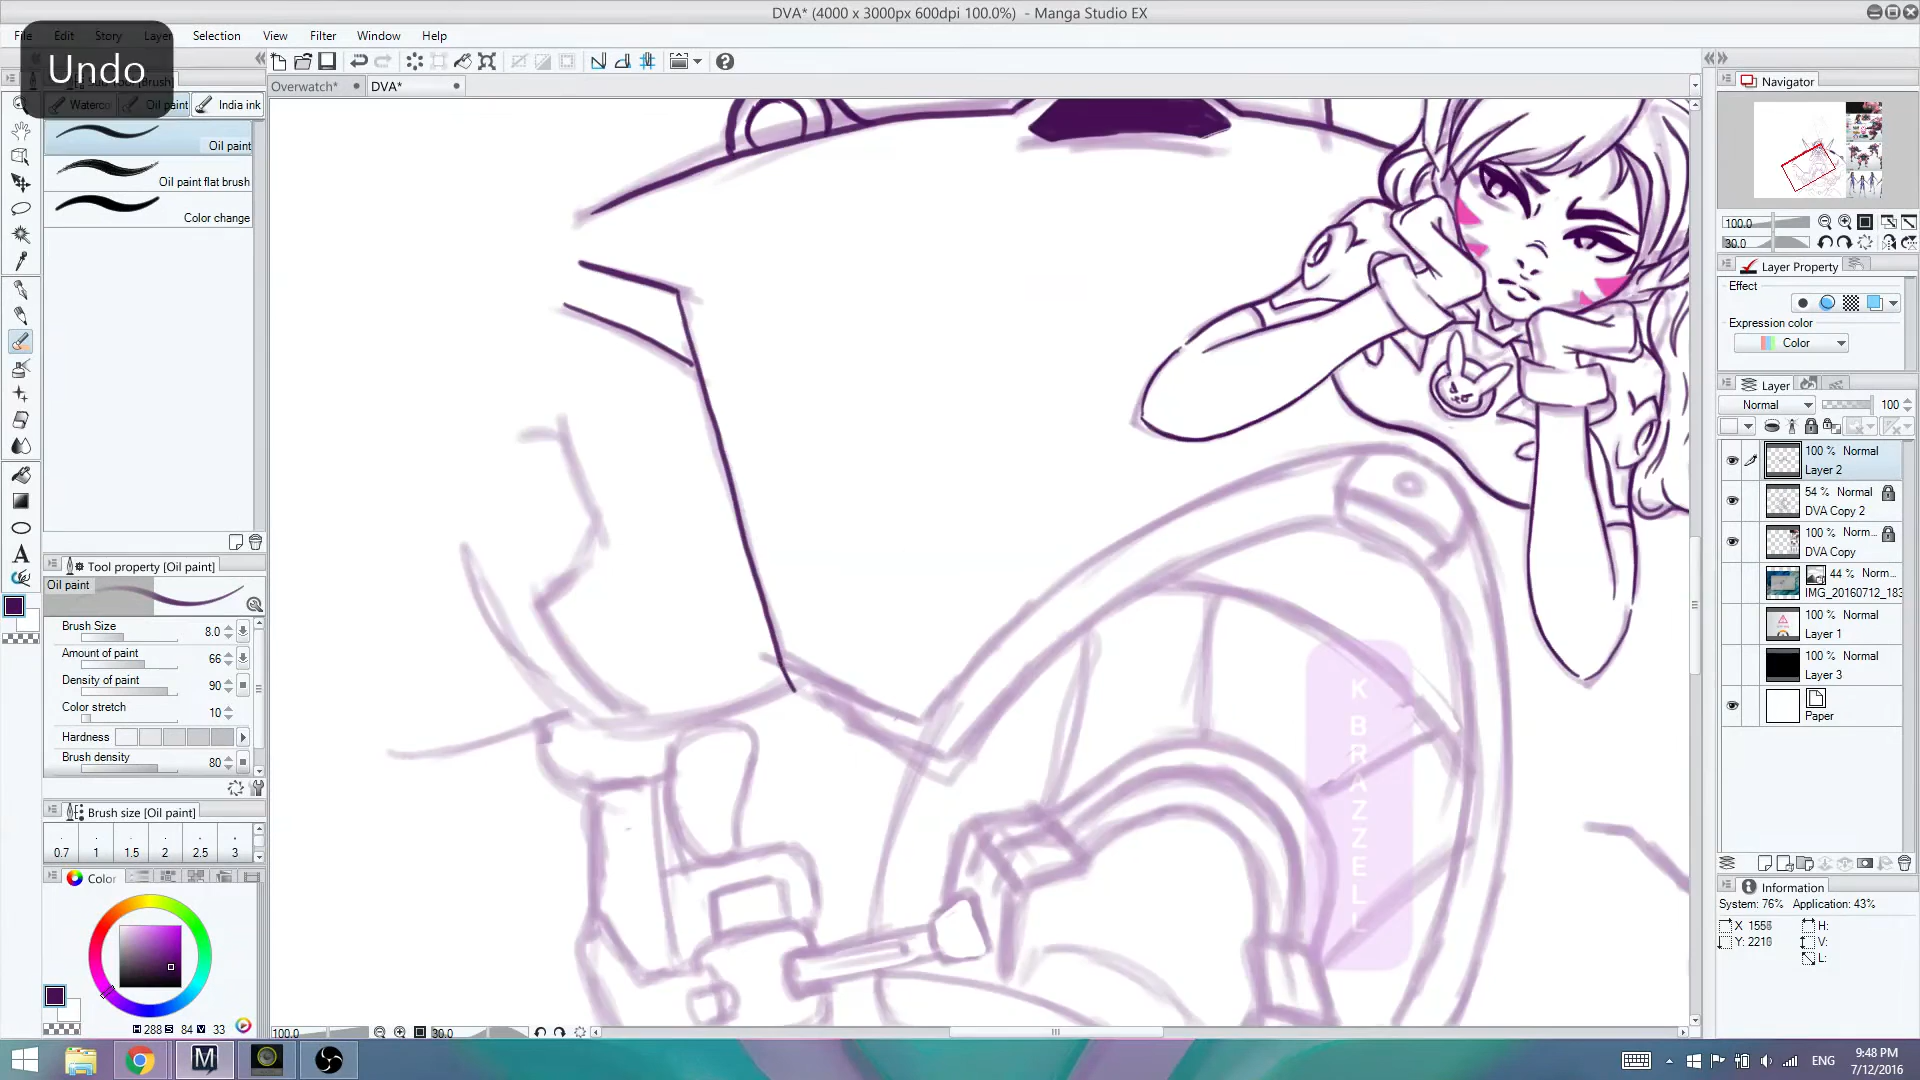 DVA* (4000 x 3000px 600dpi 100.0%) - Manga Studio EX
File Edit Story Layer Selection View Filter Window Help
Undo
Overwatch*
DVA*
Oil paint
India ink
Oil paint
Oil paint flat brush
Color change
Tool property [Oil paint]
Oil paint
Brush Size 8.0
Amount of paint 66
Density of paint 90
Color stretch 10
Hardness
Brush density 80
Brush size [Oil paint]
0.7 1 1.5 2 2.5 3
Color
H 288 S 84 V 33
100.0
30.0
K BRAZZELL
Navigator
100.0
30.0
Layer Property
Effect
Expression color
Color
Layer
Normal 100
100 % Normal
Layer 2
54 % Normal
DVA Copy 2
100 % Norm...
DVA Copy
44 % Norm...
IMG_20160712_183
100 % Normal
Layer 1
100 % Normal
Layer 3
Paper
Information
System: 76% Application: 43%
H:
V:
L:
ENG
9:48 PM
7/12/2016